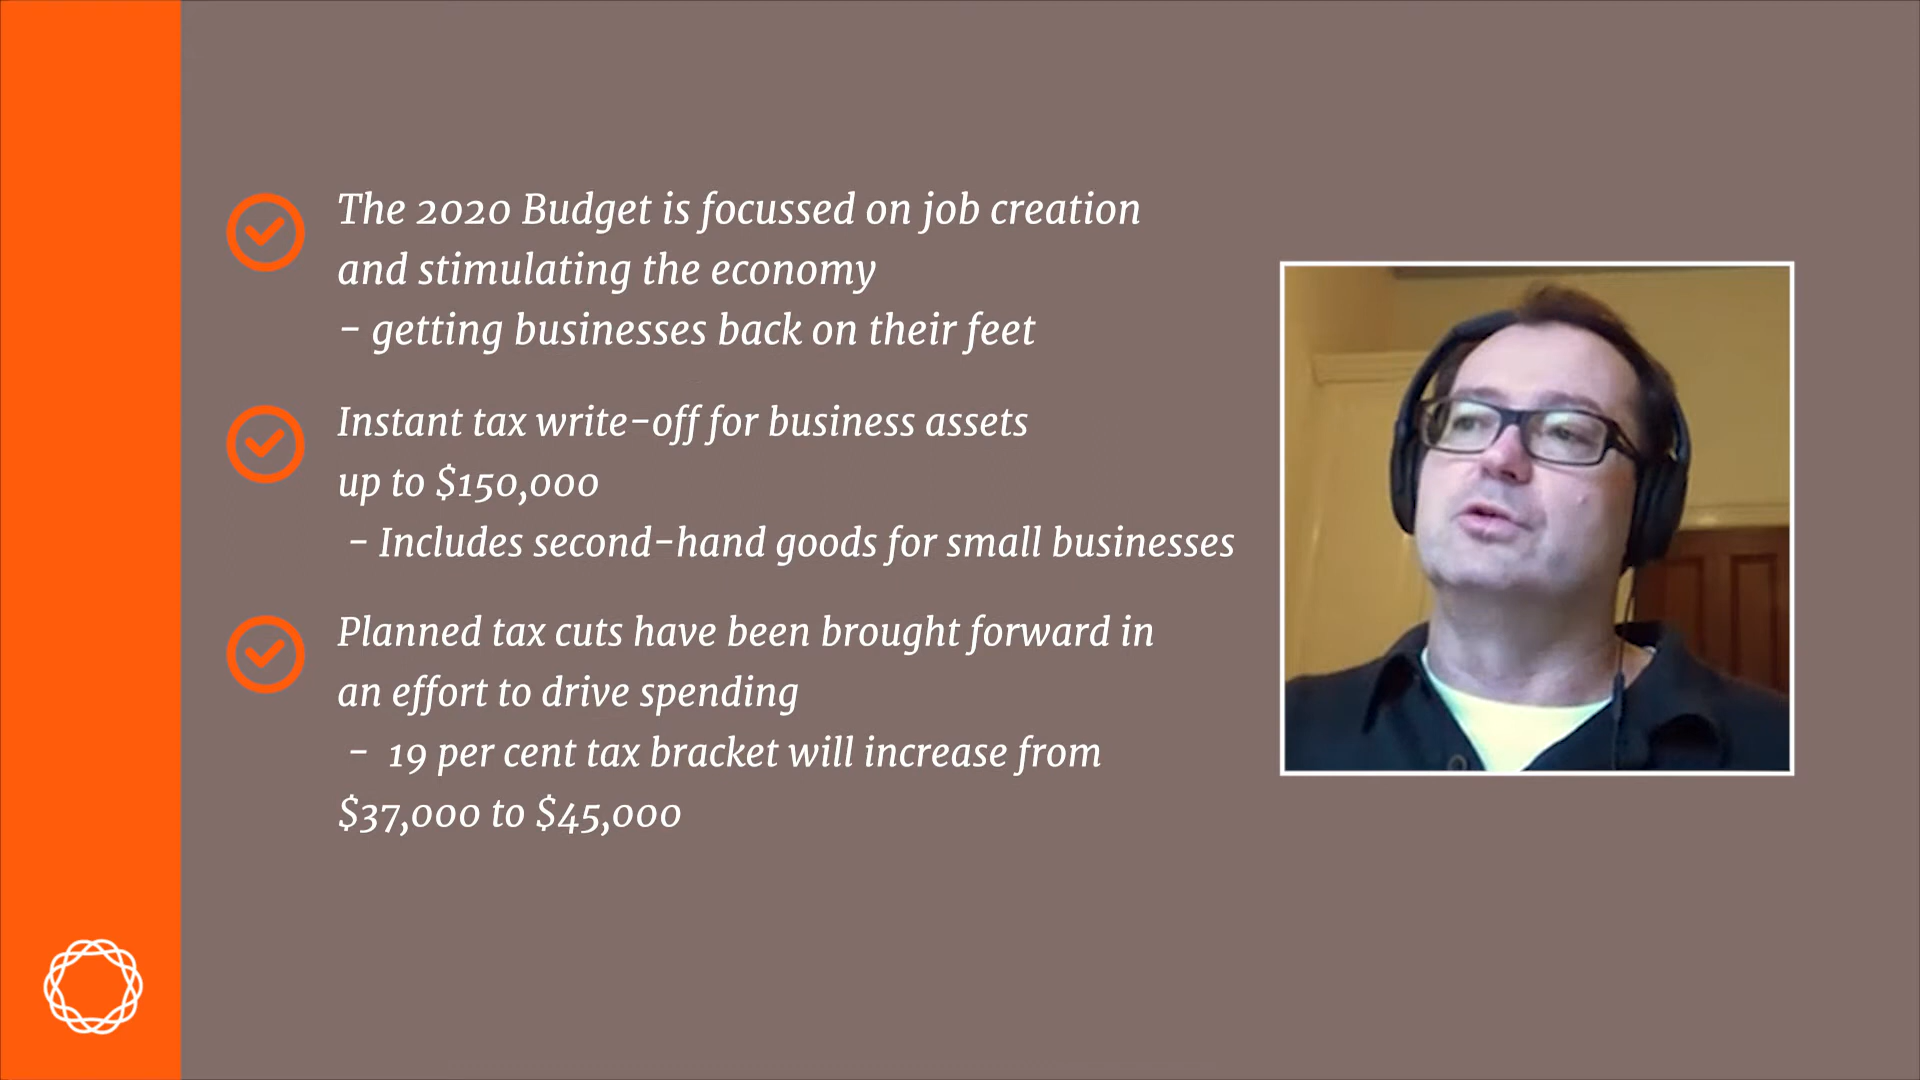 The 2020 Budget is focussed on job creation
and stimulating the economy
- getting businesses back on their feet
Instant tax write-off for business assets
up to $150,000
- Includes second-hand goods for small businesses
Planned tax cuts have been brought forward in
an effort to drive spending
- 19 per cent tax bracket will increase from
$37,000 to $45,000